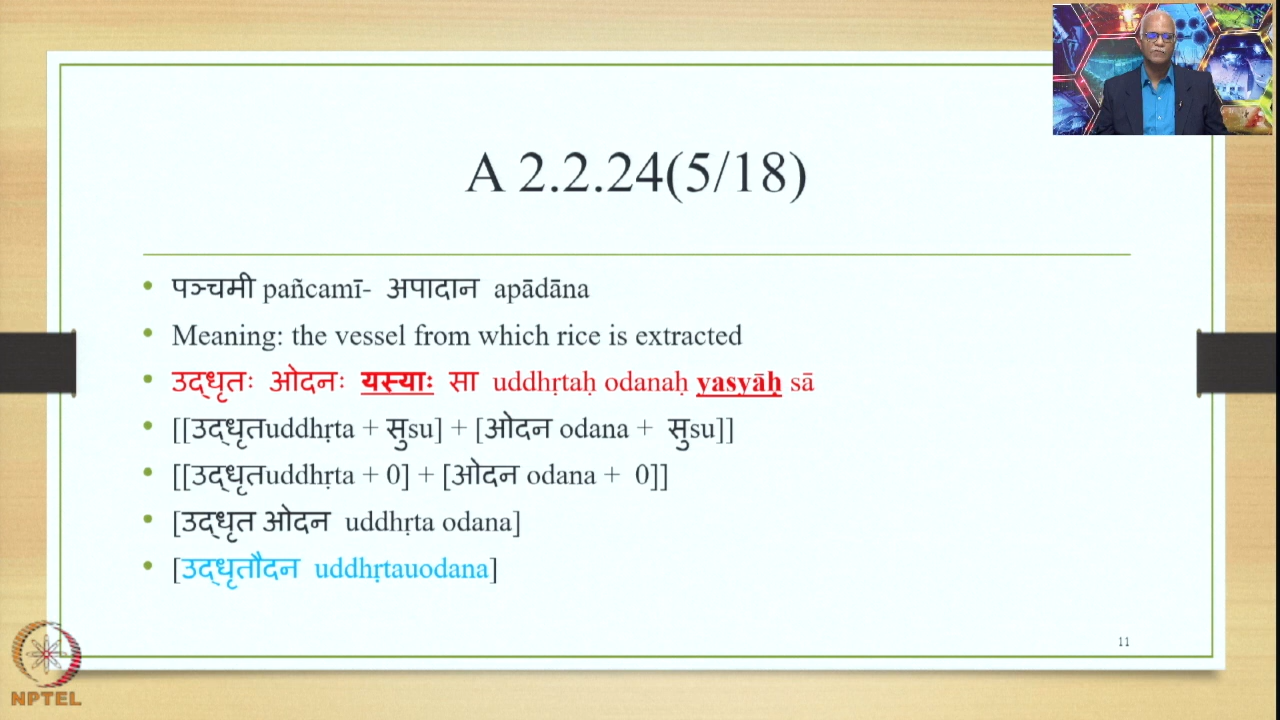 A 2.2.24(5/18)
पञ्चमी pañcamī- अपादान apādāna
Meaning: the vessel from which rice is extracted
उद्धृतः ओदनः यस्याः सा uddhṛtaḥ odanaḥ yasyāḥ sā
[[उद्धृतuddhṛta + सुsu] + [ओदन odana + सुsu]]
[[उद्धृतuddhṛta + 0] + [ओदन odana + 0]]
[उद्धृत ओदन uddhṛta odana]
[उद्धृतौदन uddhṛtauodana]
11
NPTEL